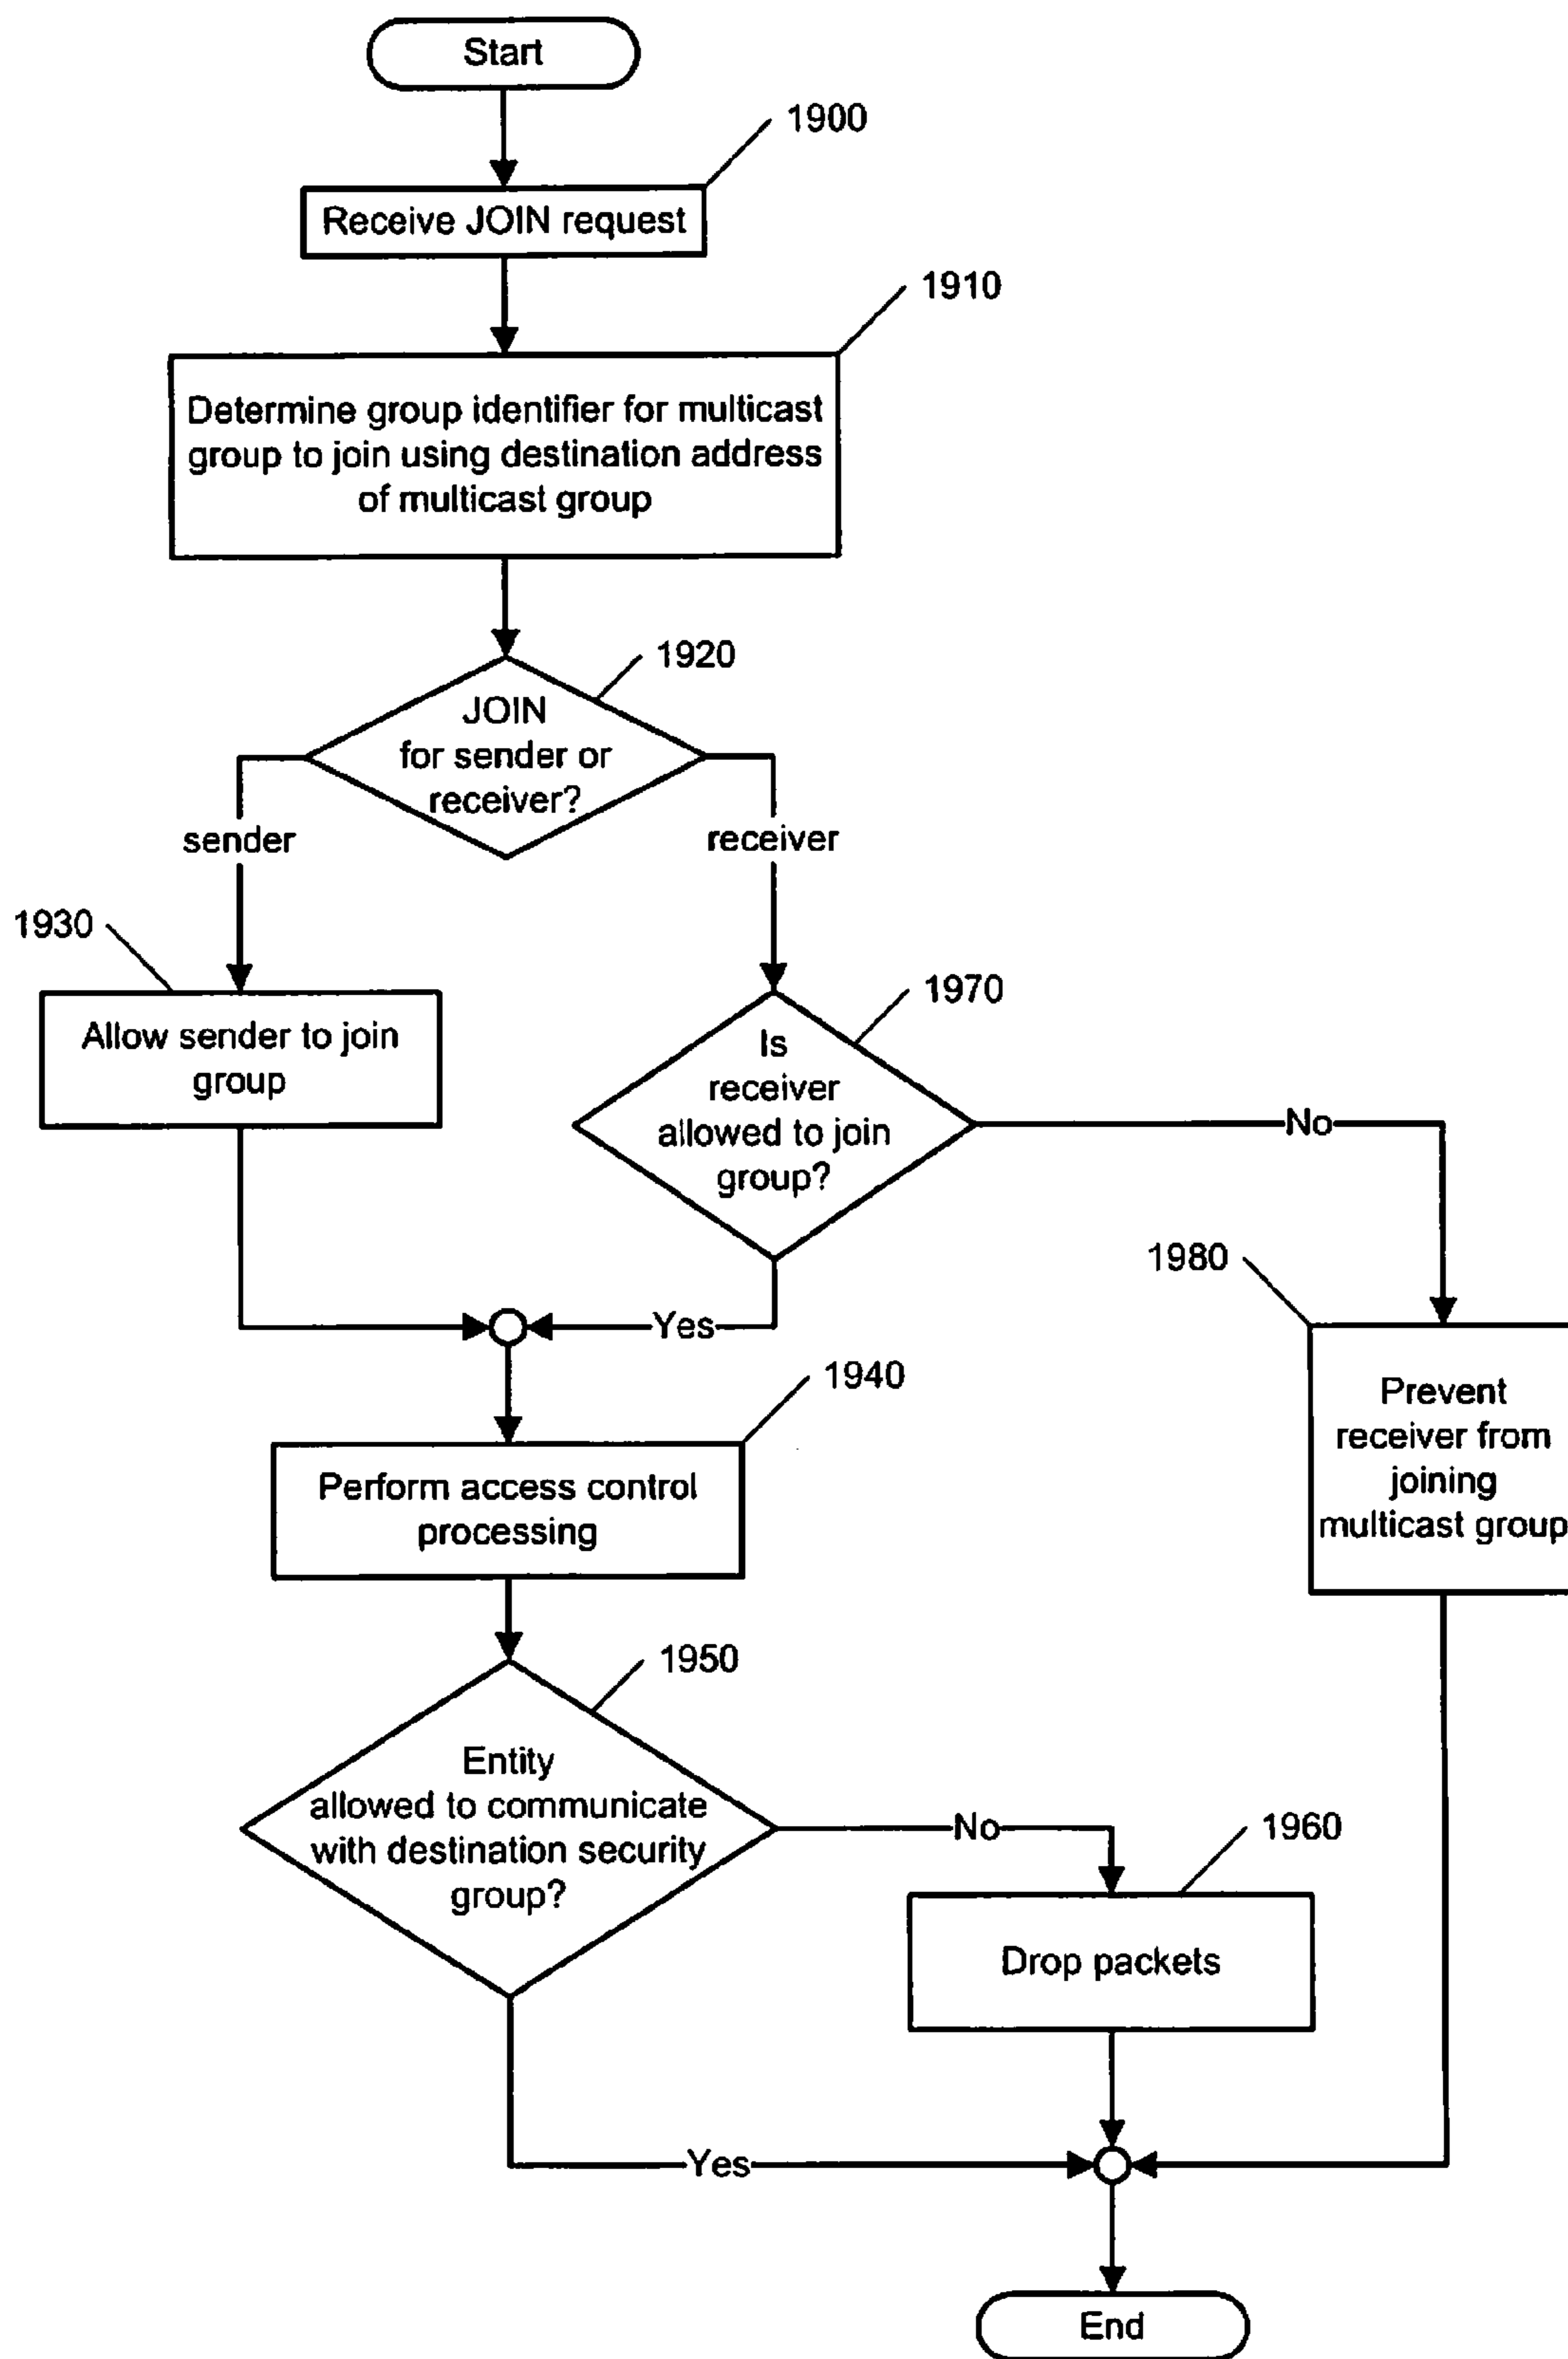 Start
1900
Receive JOIN request
1910
Determine group identifier for multicast
group to join using destination address
of multicast group
1920
JOIN
for sender or
receiver?
sender
receiver
1930
Allow sender to join
group
1970
Is
receiver
allowed to join
group?
No
Yes
1980
Prevent
receiver from
joining
multicast group
1940
Perform access control
processing
1950
Entity
allowed to communicate
with destination security
group?
No
1960
Drop packets
Yes
End